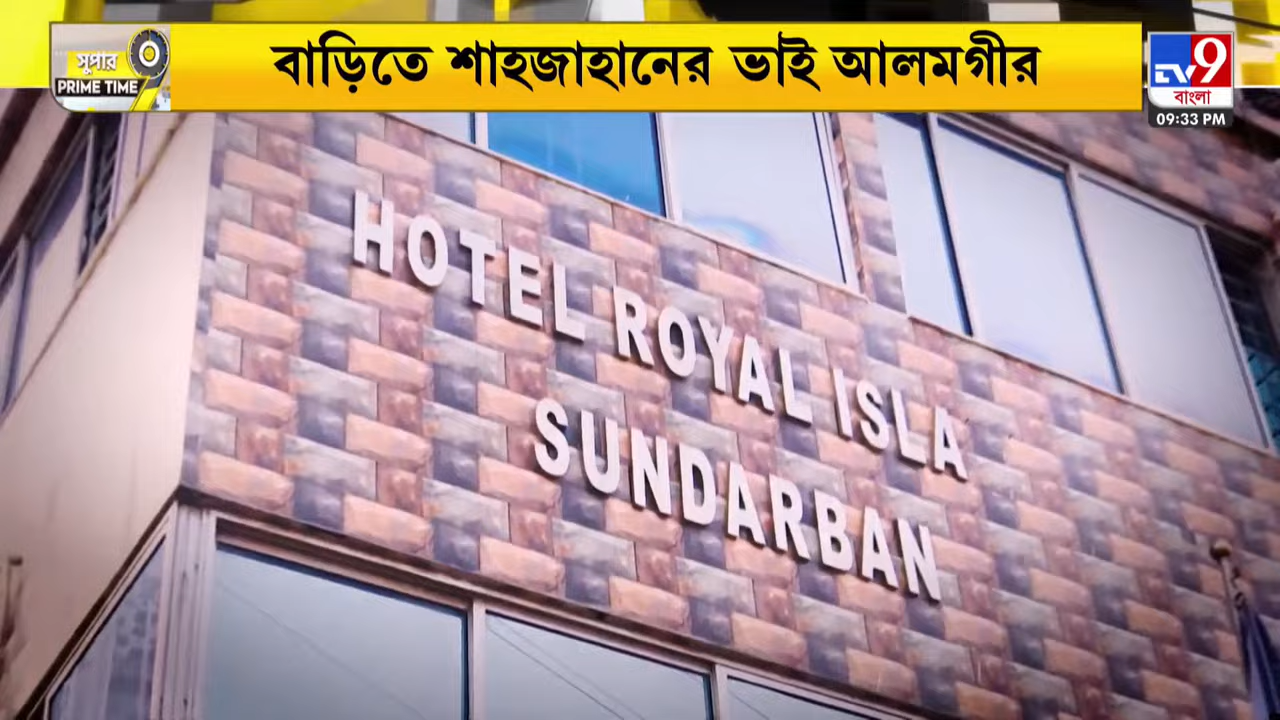 সুপার
PRIME TIME
বাড়িতে শাহজাহানের ভাই আলমগীর
TV9
বাংলা
09:33 PM
HOTEL ROYAL ISLA
SUNDARBAN